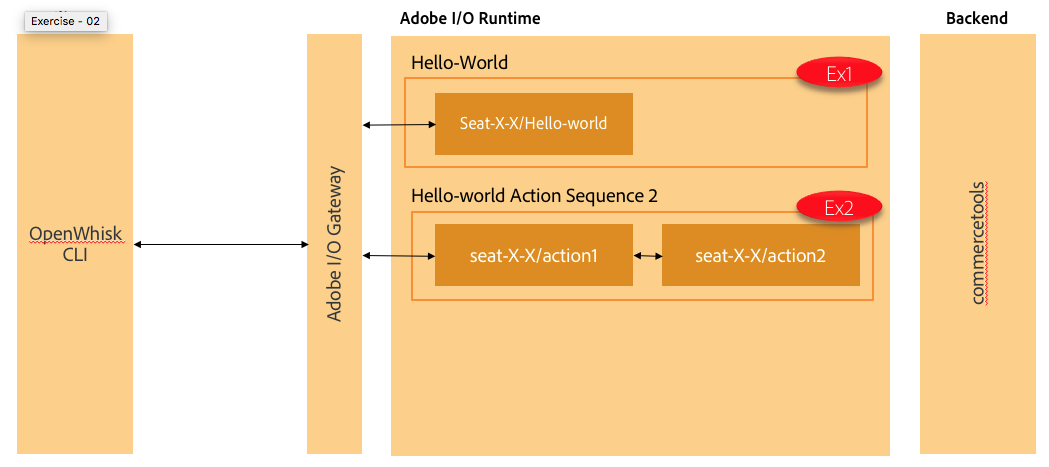 Exercise - 02
Adobe I/O Runtime
Backend
Hello-World
Ex1
Seat-X-X/Hello-world
Hello-world Action Sequence 2
Ex2
seat-X-X/action1
seat-X-X/action2
OpenWhisk
CLI
Adobe I/O Gateway
commercetools